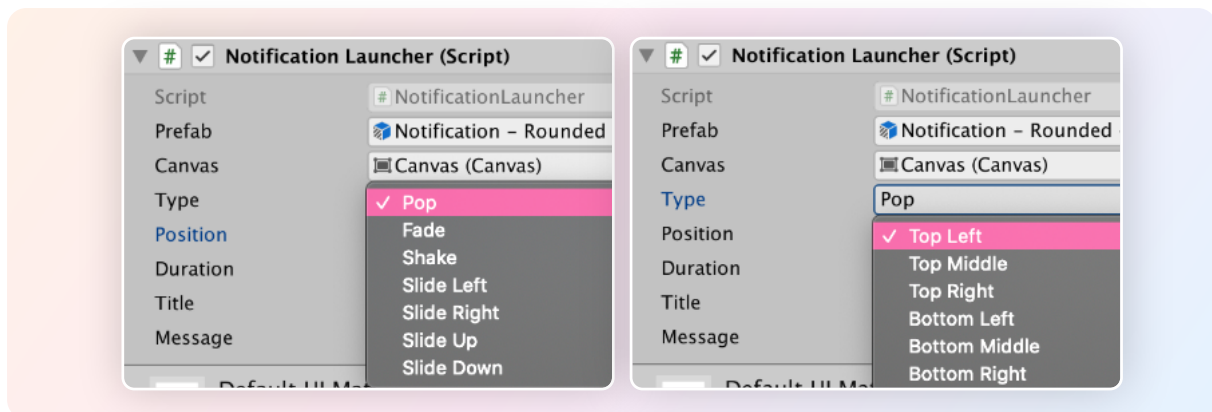 Notification Launcher (Script)
Script # NotificationLauncher
Prefab Notification – Rounded
Canvas Canvas (Canvas)
Type
✓ Pop
Position
Fade
Shake
Duration
Slide Left
Title
Slide Right
Message
Slide Up
Slide Down
Notification Launcher (Script)
Script # NotificationLauncher
Prefab Notification – Rounded
Canvas Canvas (Canvas)
Type Pop
Position
✓ Top Left
Duration
Top Middle
Title
Top Right
Message
Bottom Left
Bottom Middle
Bottom Right